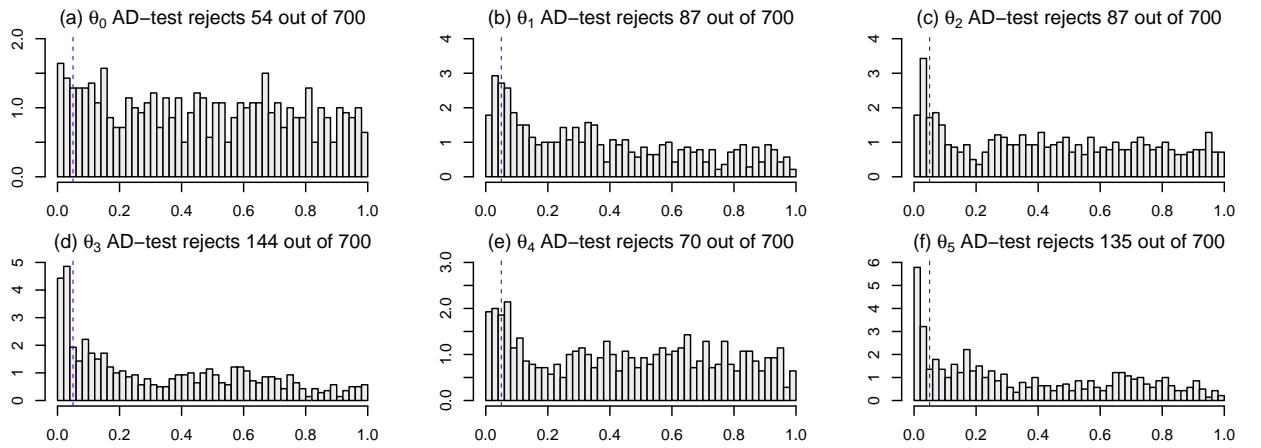 (a) θ0 AD−test rejects 54 out of 700
0.0 1.0 2.0
0.0 0.2 0.4 0.6 0.8 1.0
(b) θ1 AD−test rejects 87 out of 700
0 1 2 3 4
0.0 0.2 0.4 0.6 0.8 1.0
(c) θ2 AD−test rejects 87 out of 700
0 1 2 3 4
0.0 0.2 0.4 0.6 0.8 1.0
(d) θ3 AD−test rejects 144 out of 700
0 1 2 3 4 5
0.0 0.2 0.4 0.6 0.8 1.0
(e) θ4 AD−test rejects 70 out of 700
0.0 1.0 2.0 3.0
0.0 0.2 0.4 0.6 0.8 1.0
(f) θ5 AD−test rejects 135 out of 700
0 1 2 3 4 5 6
0.0 0.2 0.4 0.6 0.8 1.0